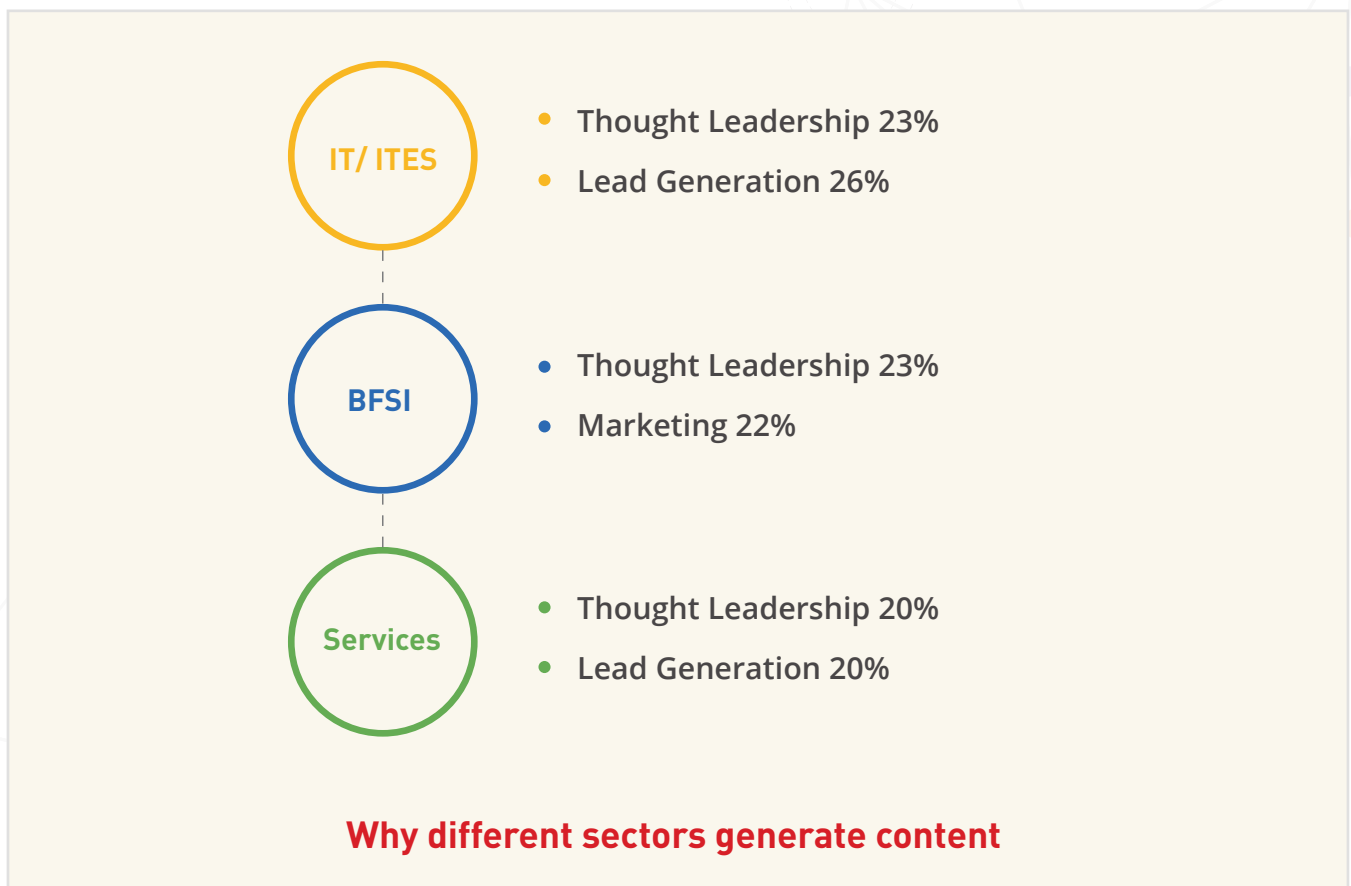 IT/ ITES
Thought Leadership 23%
Lead Generation 26%
BFSI
Thought Leadership 23%
Marketing 22%
Services
Thought Leadership 20%
Lead Generation 20%
Why different sectors generate content